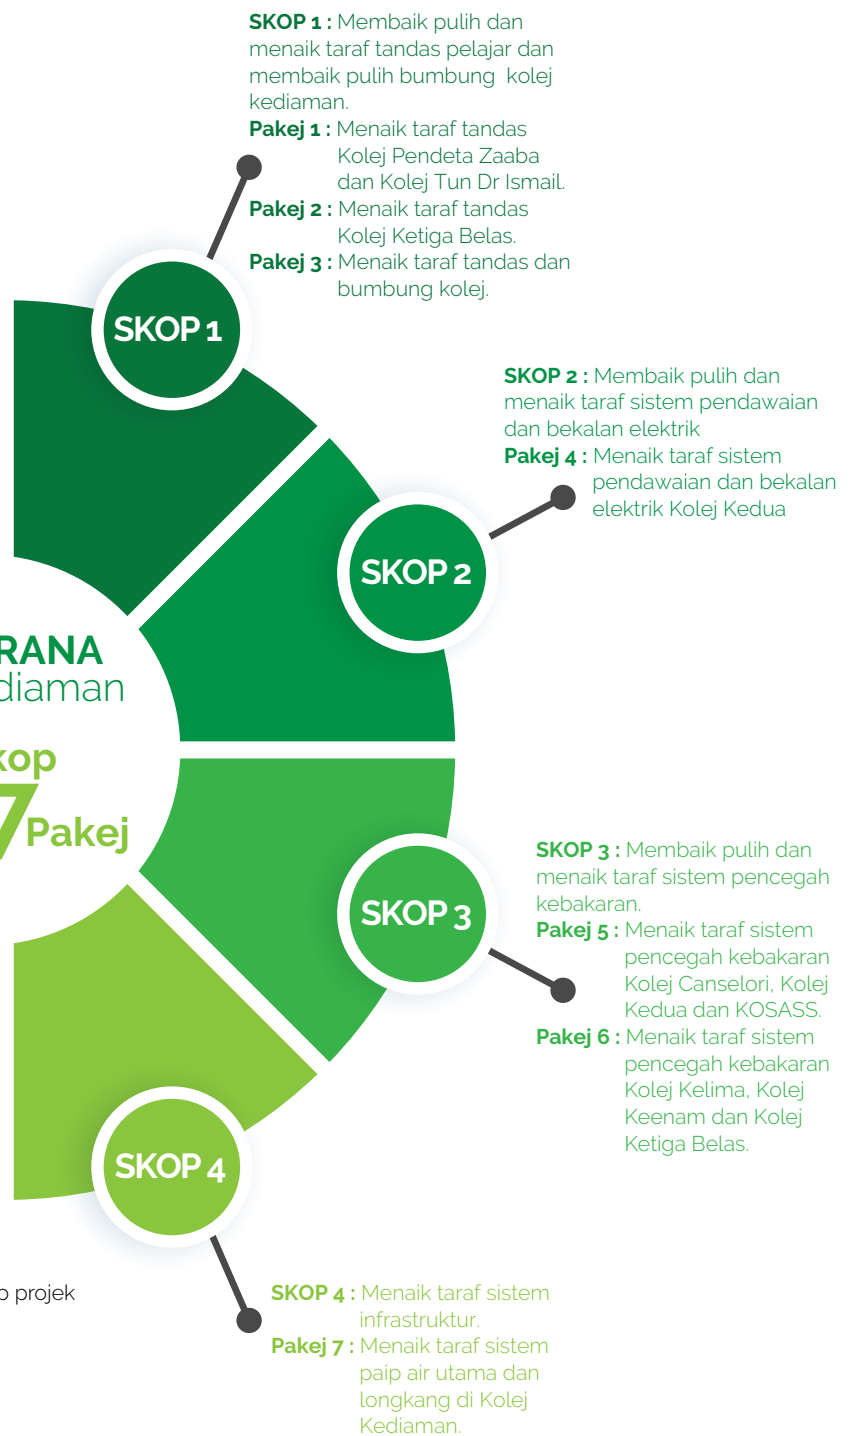 SKOP 1 : Membaik pulih dan
menaik taraf tandas pelajar dan
membaik pulih bumbung kolej
kediaman.
Pakej 1 : Menaik taraf tandas
Kolej Pendeta Zaaba
dan Kolej Tun Dr Ismail.
Pakej 2 : Menaik taraf tandas
Kolej Ketiga Belas.
Pakej 3 : Menaik taraf tandas dan
bumbung kolej.
SKOP 1
SKOP 2 : Membaik pulih dan
menaik taraf sistem pendawaian
dan bekalan elektrik
Pakej 4 : Menaik taraf sistem
pendawaian dan bekalan
elektrik Kolej Kedua
SKOP 2
RANA
diaman
kop
7 Pakej
SKOP 3 : Membaik pulih dan
menaik taraf sistem pencegah
kebakaran.
Pakej 5 : Menaik taraf sistem
pencegah kebakaran
Kolej Canselori, Kolej
Kedua dan KOSASS.
Pakej 6 : Menaik taraf sistem
pencegah kebakaran
Kolej Kelima, Kolej
Keenam dan Kolej
Ketiga Belas.
SKOP 3
SKOP 4
projek
SKOP 4 : Menaik taraf sistem
infrastruktur.
Pakej 7 : Menaik taraf sistem
paip air utama dan
longkang di Kolej
Kediaman.